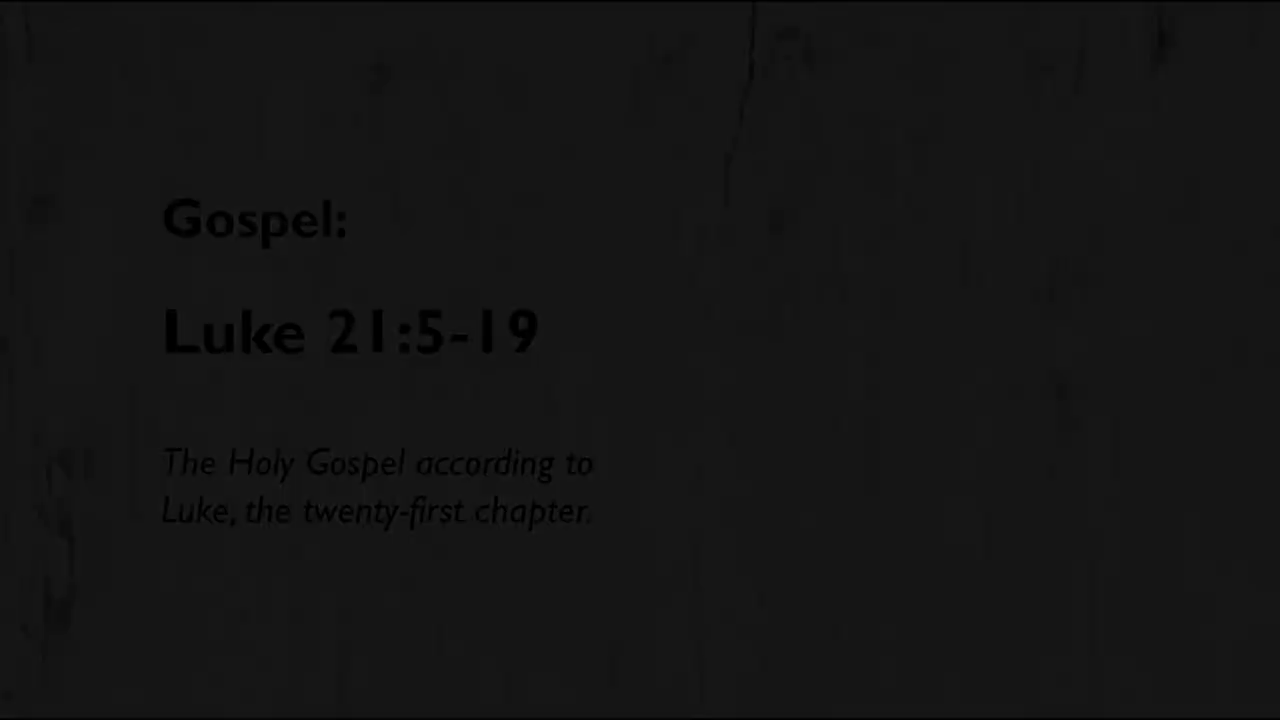 Gospel:
Luke 21:5-19
The Holy Gospel according to
Luke, the twenty-first chapter.